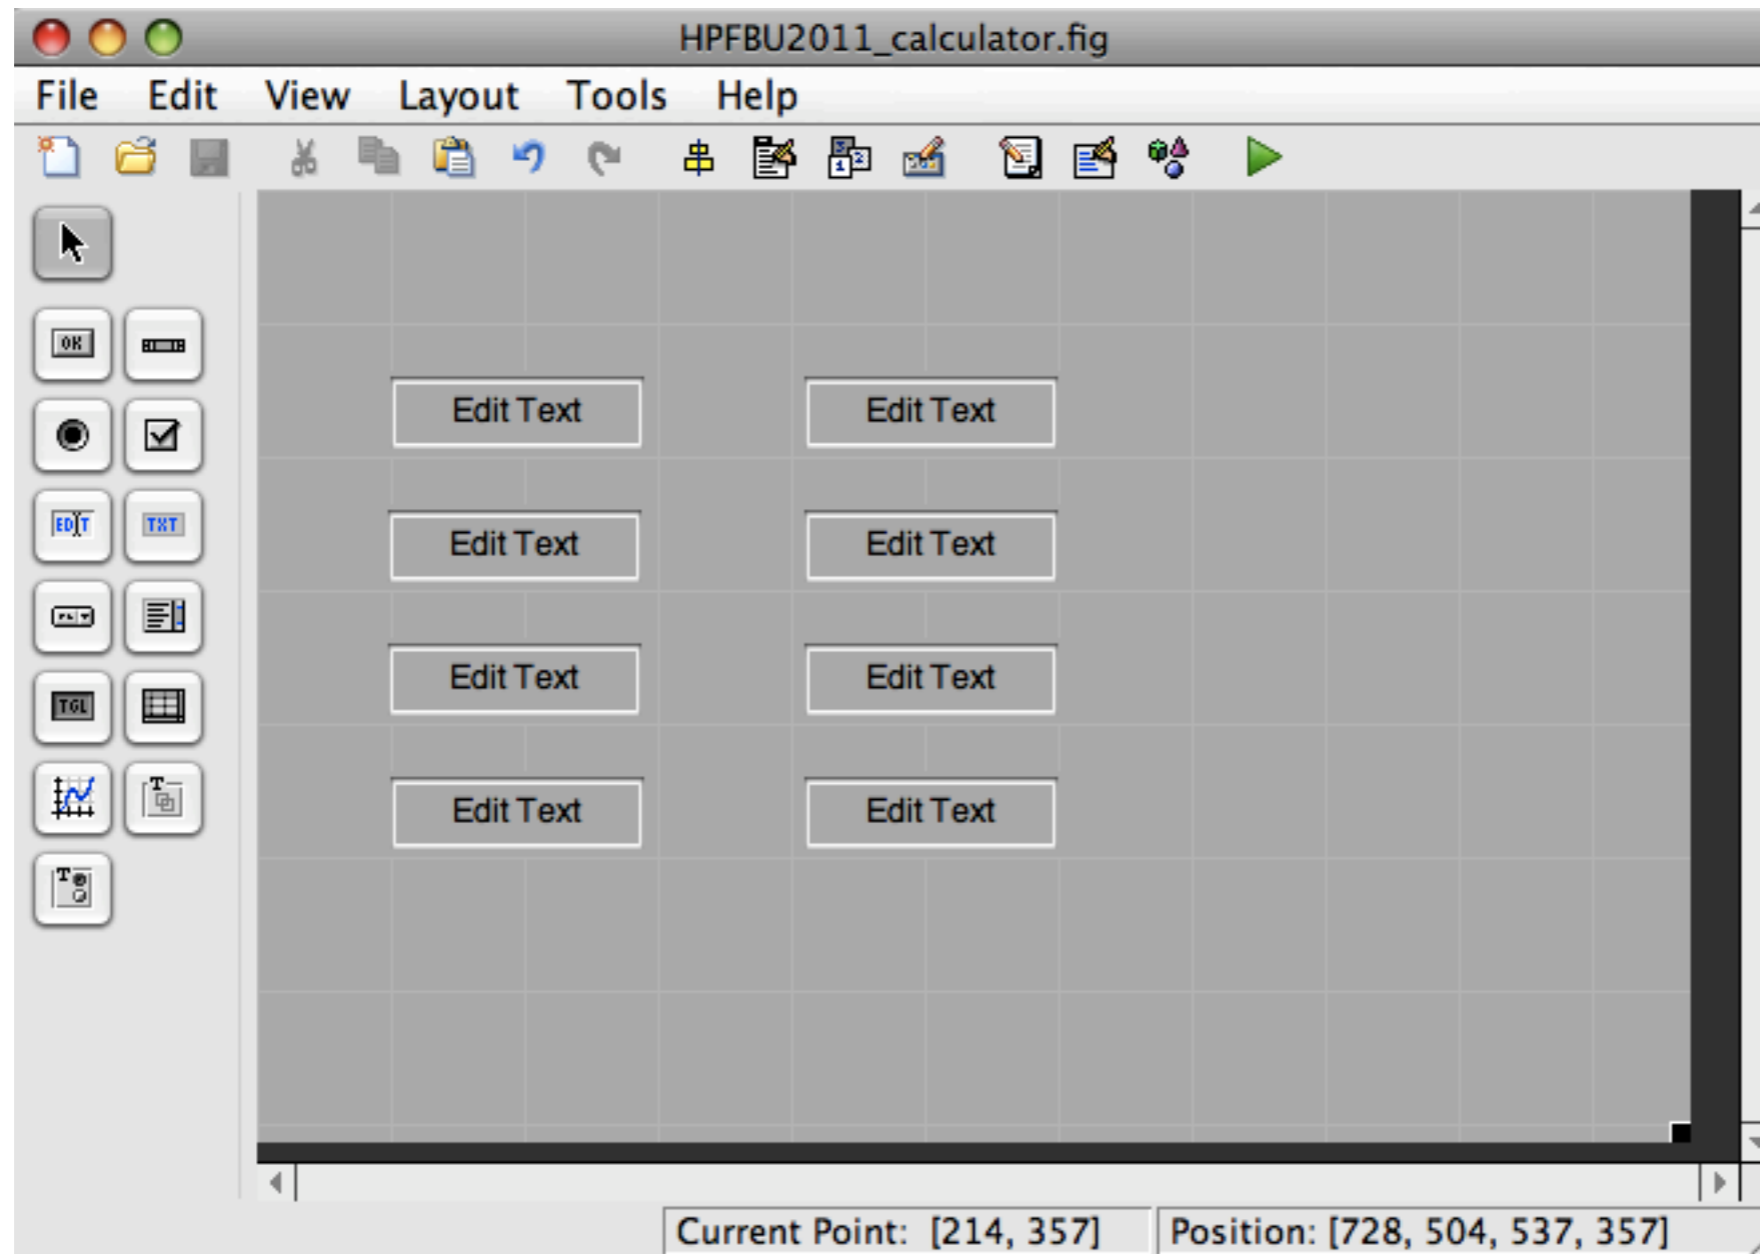 HPFBU2011_calculator.fig
File Edit View Layout Tools Help
OK
EDIT TXT
TGL
T
T
Edit Text Edit Text
Edit Text Edit Text
Edit Text Edit Text
Edit Text Edit Text
Current Point: [214, 357] Position: [728, 504, 537, 357]